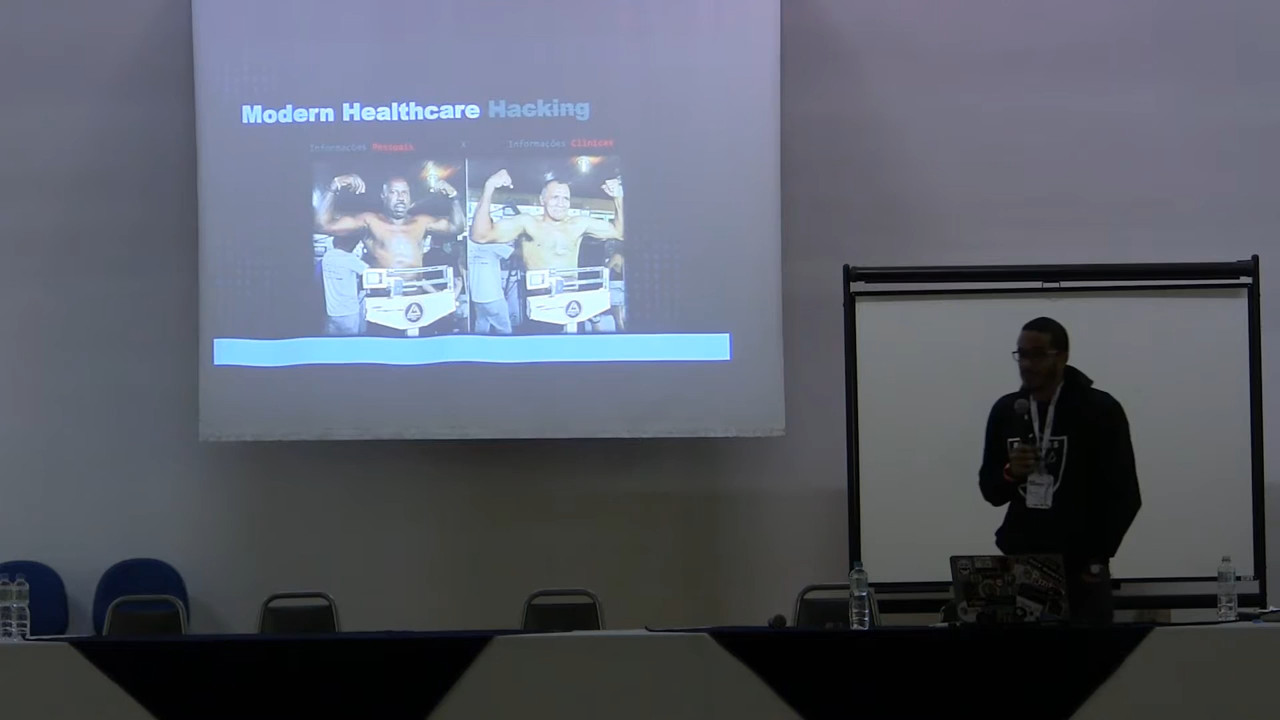 Modern Healthcare Hacking
Informações Pessoais X Informações Clínicas